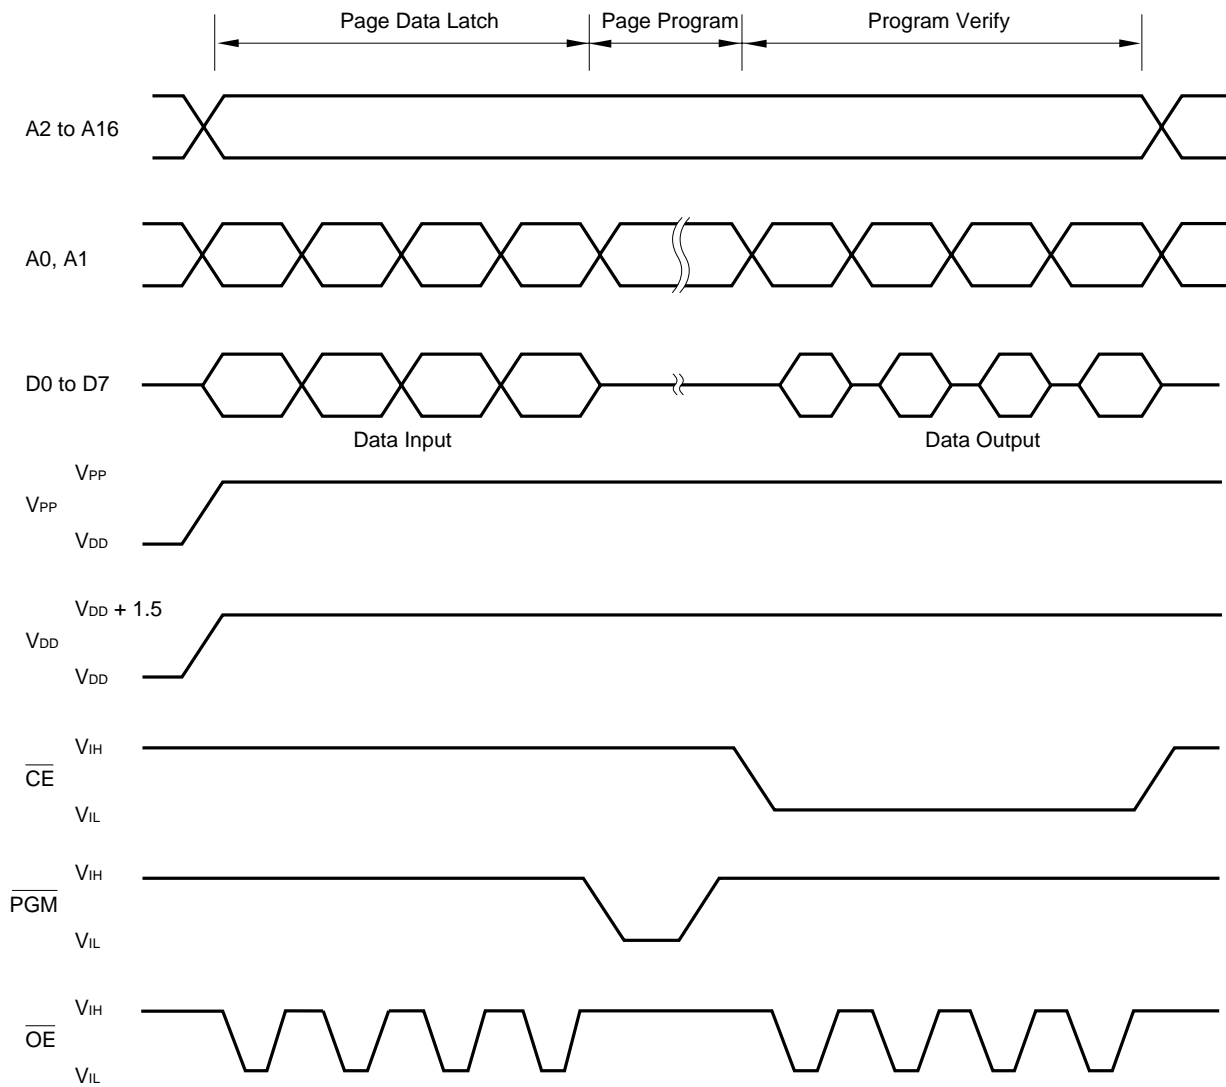 Page Data Latch Page Program Program Verify
A2 to A16
A0, A1
D0 to D7
Data Input Data Output
VPP
VPP
VDD
VDD + 1.5
VDD
VDD
VIH
CE
VIL
VIH
PGM
VIL
VIH
OE
VIL